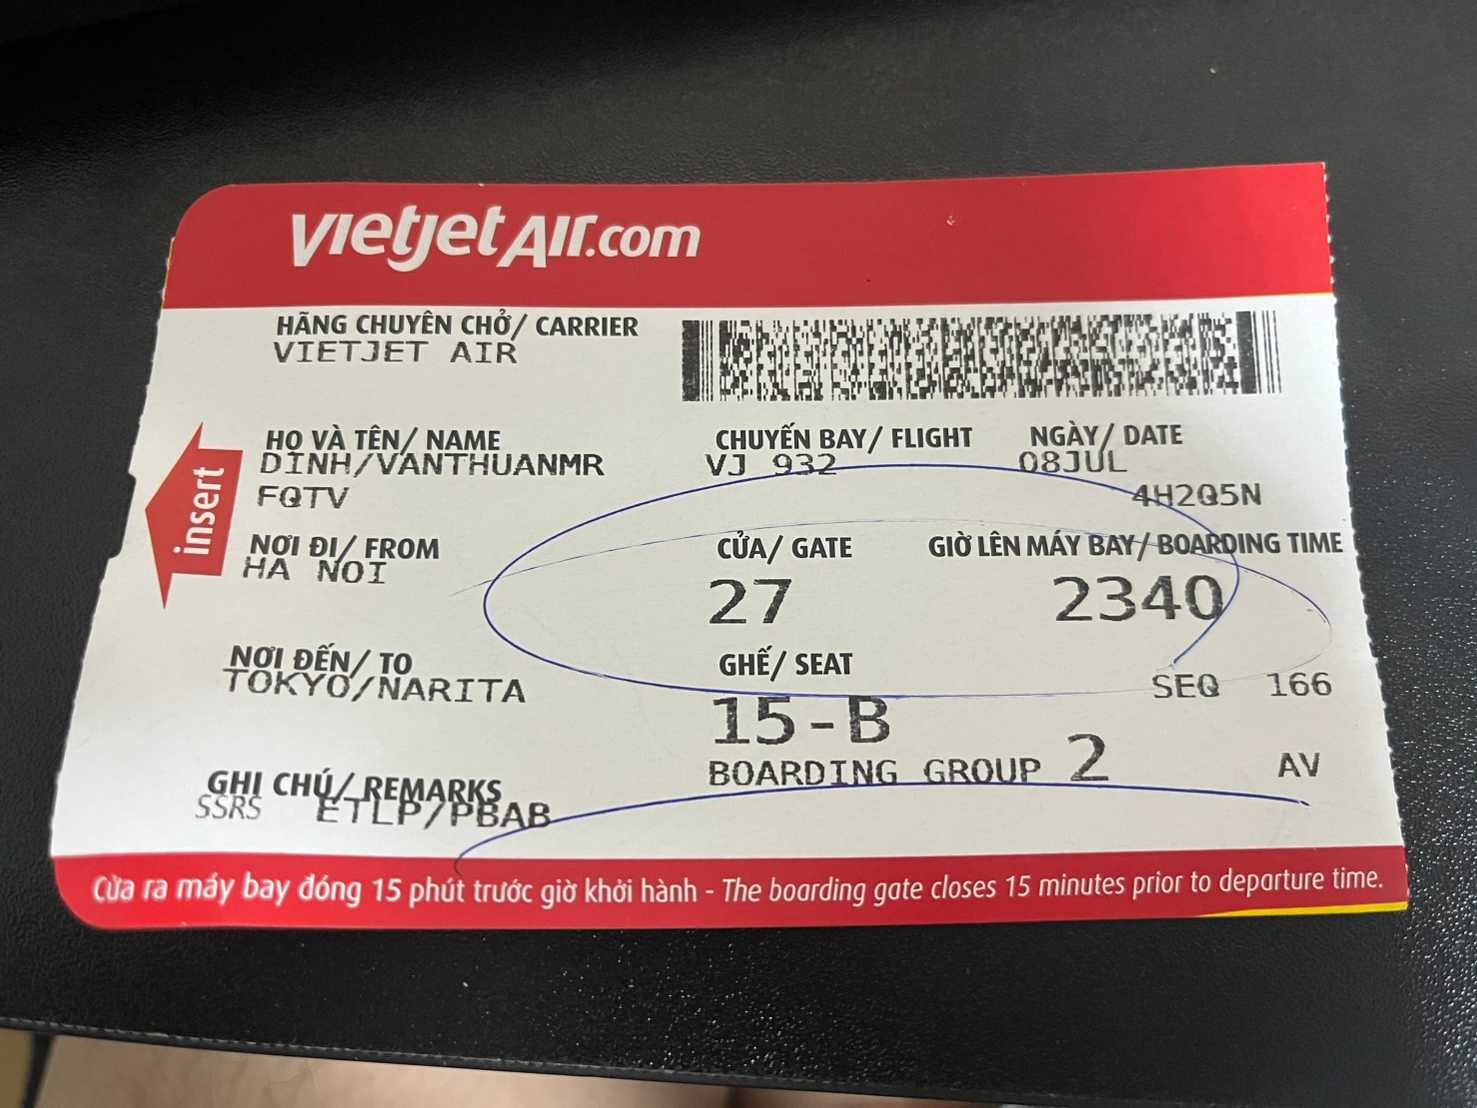 vietjetAir.com
HÃNG CHUYÊN CHỞ/ CARRIER
VIETJET AIR
HỌ VÀ TÊN/ NAME
DINH/VANTHUANMR
FQTV
CHUYẾN BAY/ FLIGHT
VJ 932
NGÀY/ DATE
08JUL
4H2Q5N
insert
NƠI ĐI/ FROM
HA NOI
CỬA/ GATE
27
GIỜ LÊN MÁY BAY/ BOARDING TIME
2340
NƠI ĐẾN/ TO
TOKYO/NARITA
GHẾ/ SEAT
15-B
SEQ 166
BOARDING GROUP 2
AV
GHI CHÚ/ REMARKS
SSRS ETLP/PBAB
Cửa ra máy bay đóng 15 phút trước giờ khởi hành - The boarding gate closes 15 minutes prior to departure time.